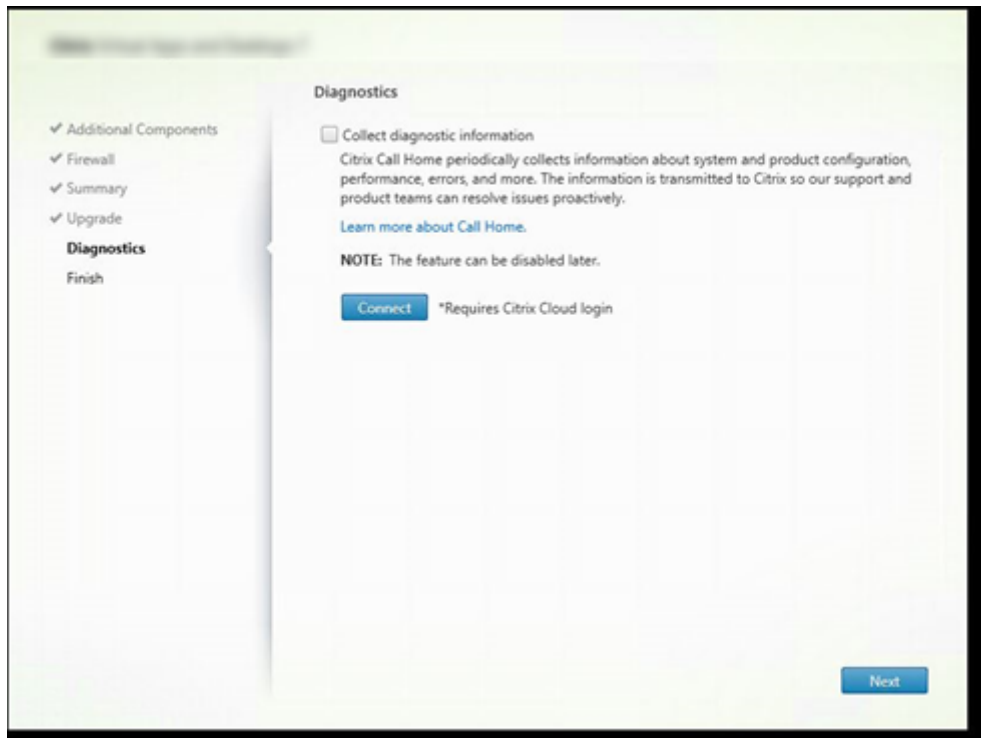 Diagnostics
✔ Additional Components
✔ Firewall
✔ Summary
✔ Upgrade
Diagnostics
Finish
Collect diagnostic information
Citrix Call Home periodically collects information about system and product configuration,
performance, errors, and more. The information is transmitted to Citrix so our support and
product teams can resolve issues proactively.
Learn more about Call Home.
NOTE: The feature can be disabled later.
Connect *Requires Citrix Cloud login
Next